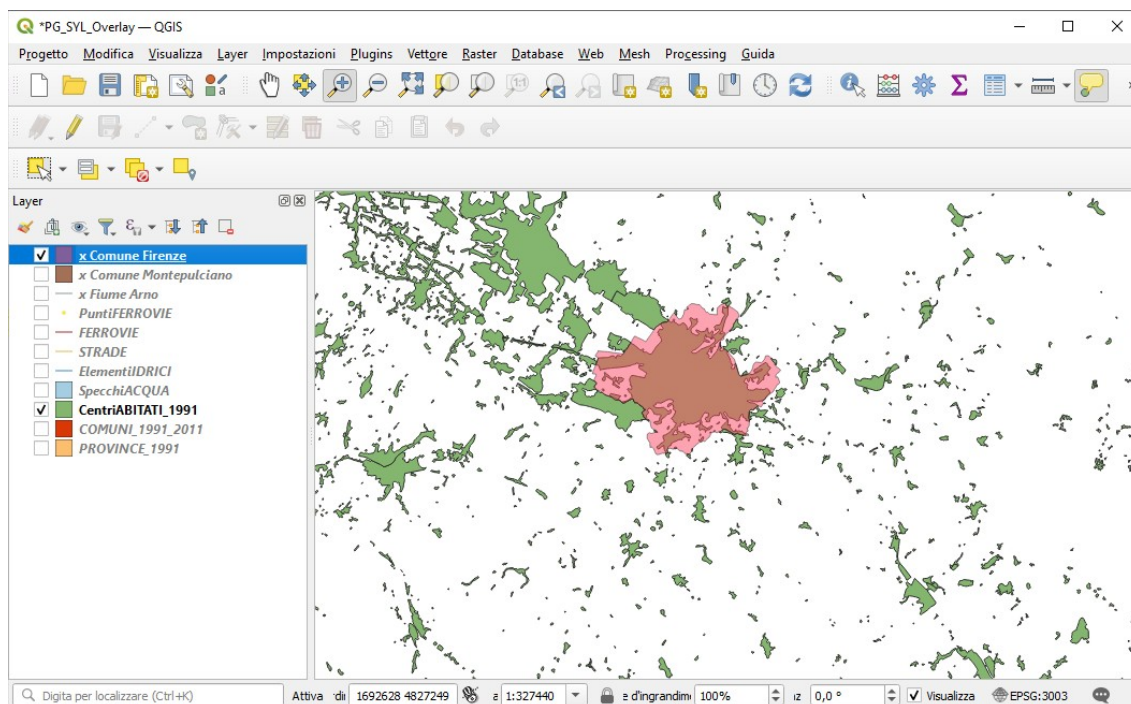 *PG_SYL_Overlay — QGIS
Progetto Modifica Visualizza Layer Impostazioni Plugins Vettore Raster Database Web Mesh Processing Guida
Layer
x Comune Firenze
x Comune Montepulciano
x Fiume Arno
PuntiFERROVIE
FERROVIE
STRADE
ElementiIDRICI
SpecchiACQUA
CentriABITATI_1991
COMUNI_1991_2011
PROVINCE_1991
Digita per localizzare (Ctrl+K) Attiva 1692628 4827249 1:327440 e d'ingrandim 100% 0,0 ° Visualizza EPSG:3003